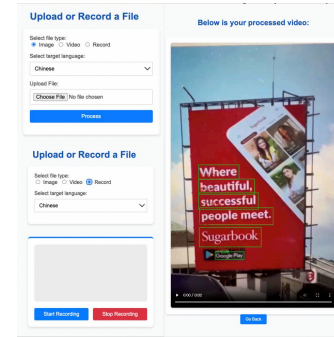 Upload or Record a File
Select file type:
Image Video Record
Select target language:
Chinese
Upload File:
Choose File No file chosen
Process
Upload or Record a File
Select file type:
Image Video Record
Select target language:
Chinese
Start Recording Stop Recording
Below is your processed video:
Where
beautiful,
successful
people meet.
Sugarbook
Google Play
0:00 / 0:02
Go Back